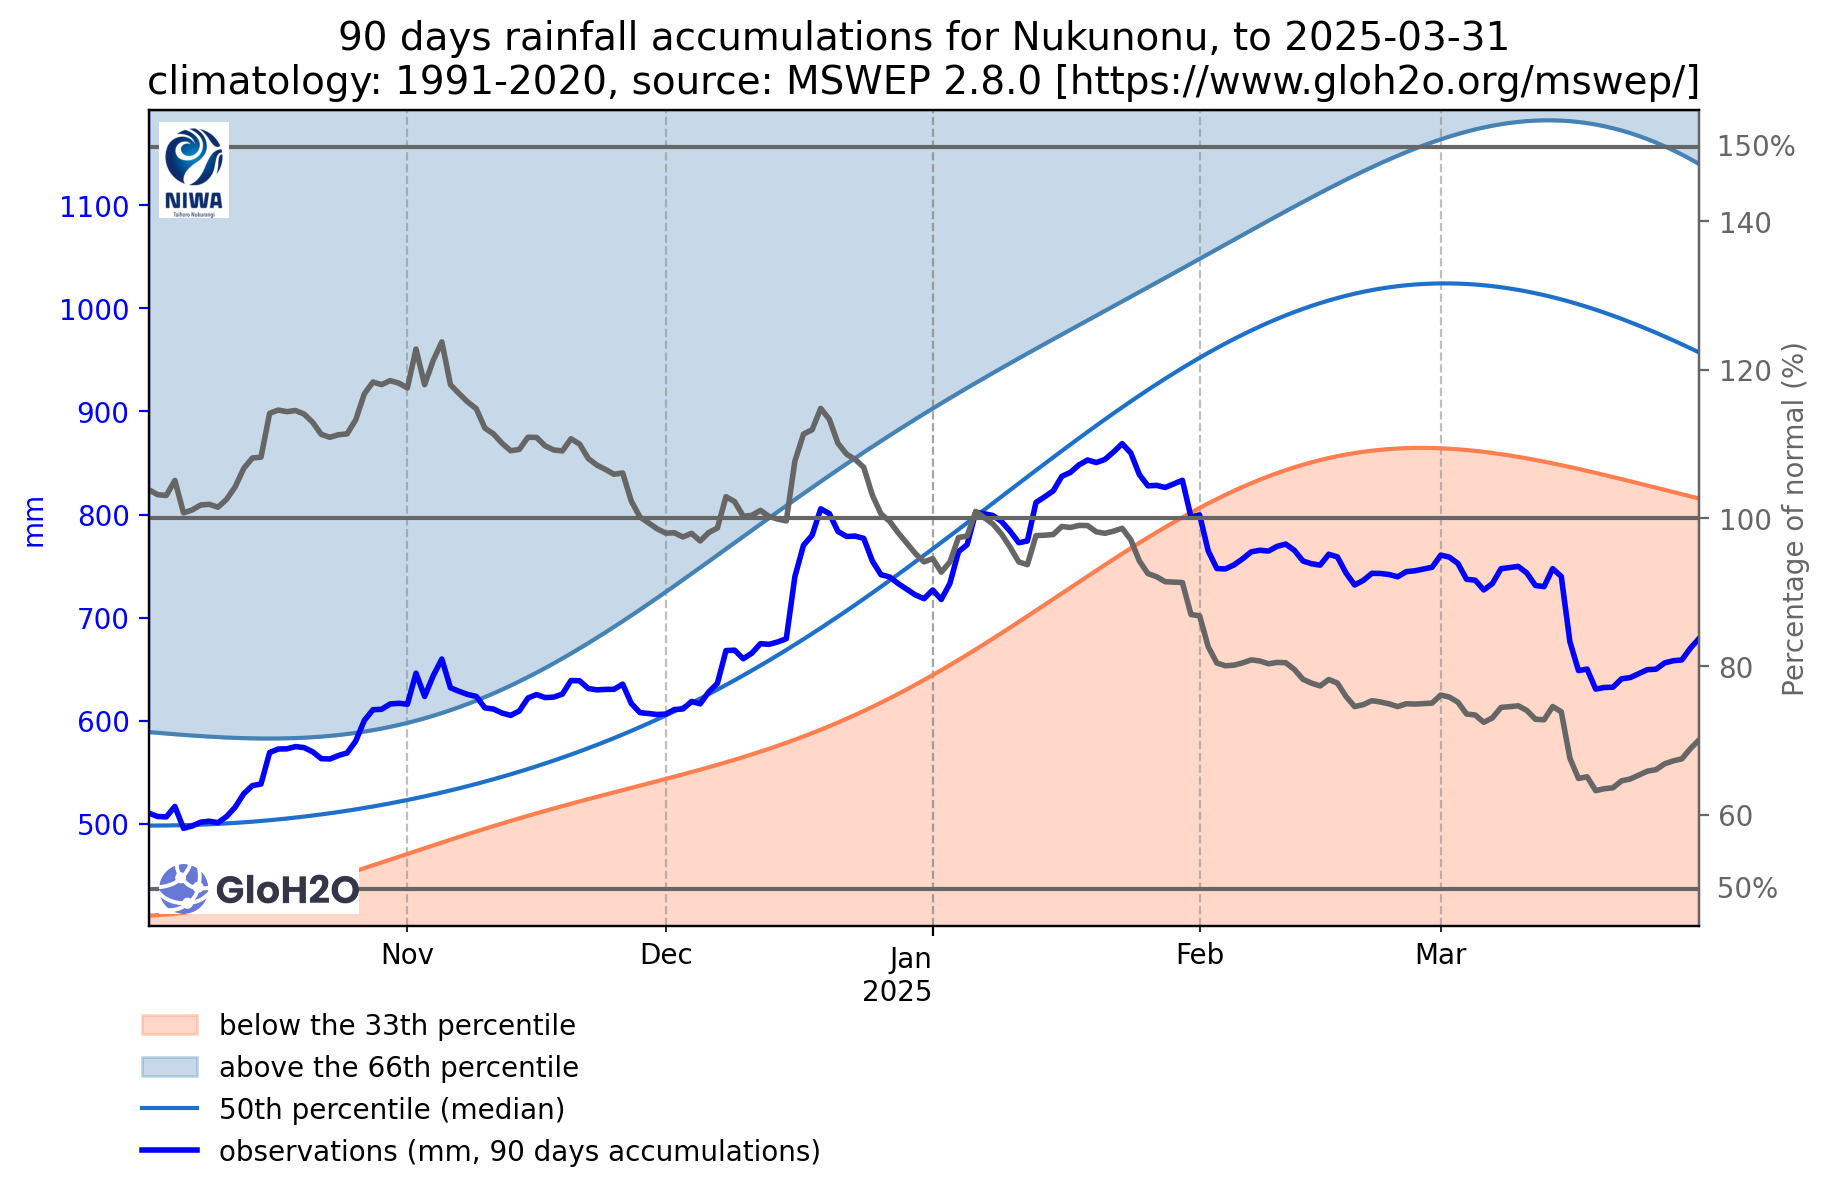 90 days rainfall accumulations for Nukunonu, to 2025-03-31
climatology: 1991-2020, source: MSWEP 2.8.0 [https://www.gloh2o.org/mswep/]
NIWA
Taihoro Nukurangi
1100
1000
900
800
700
600
500
mm
150%
140
120
100
80
60
50%
Percentage of normal (%)
GloH2O
Nov
Dec
Jan
2025
Feb
Mar
below the 33th percentile
above the 66th percentile
50th percentile (median)
observations (mm, 90 days accumulations)